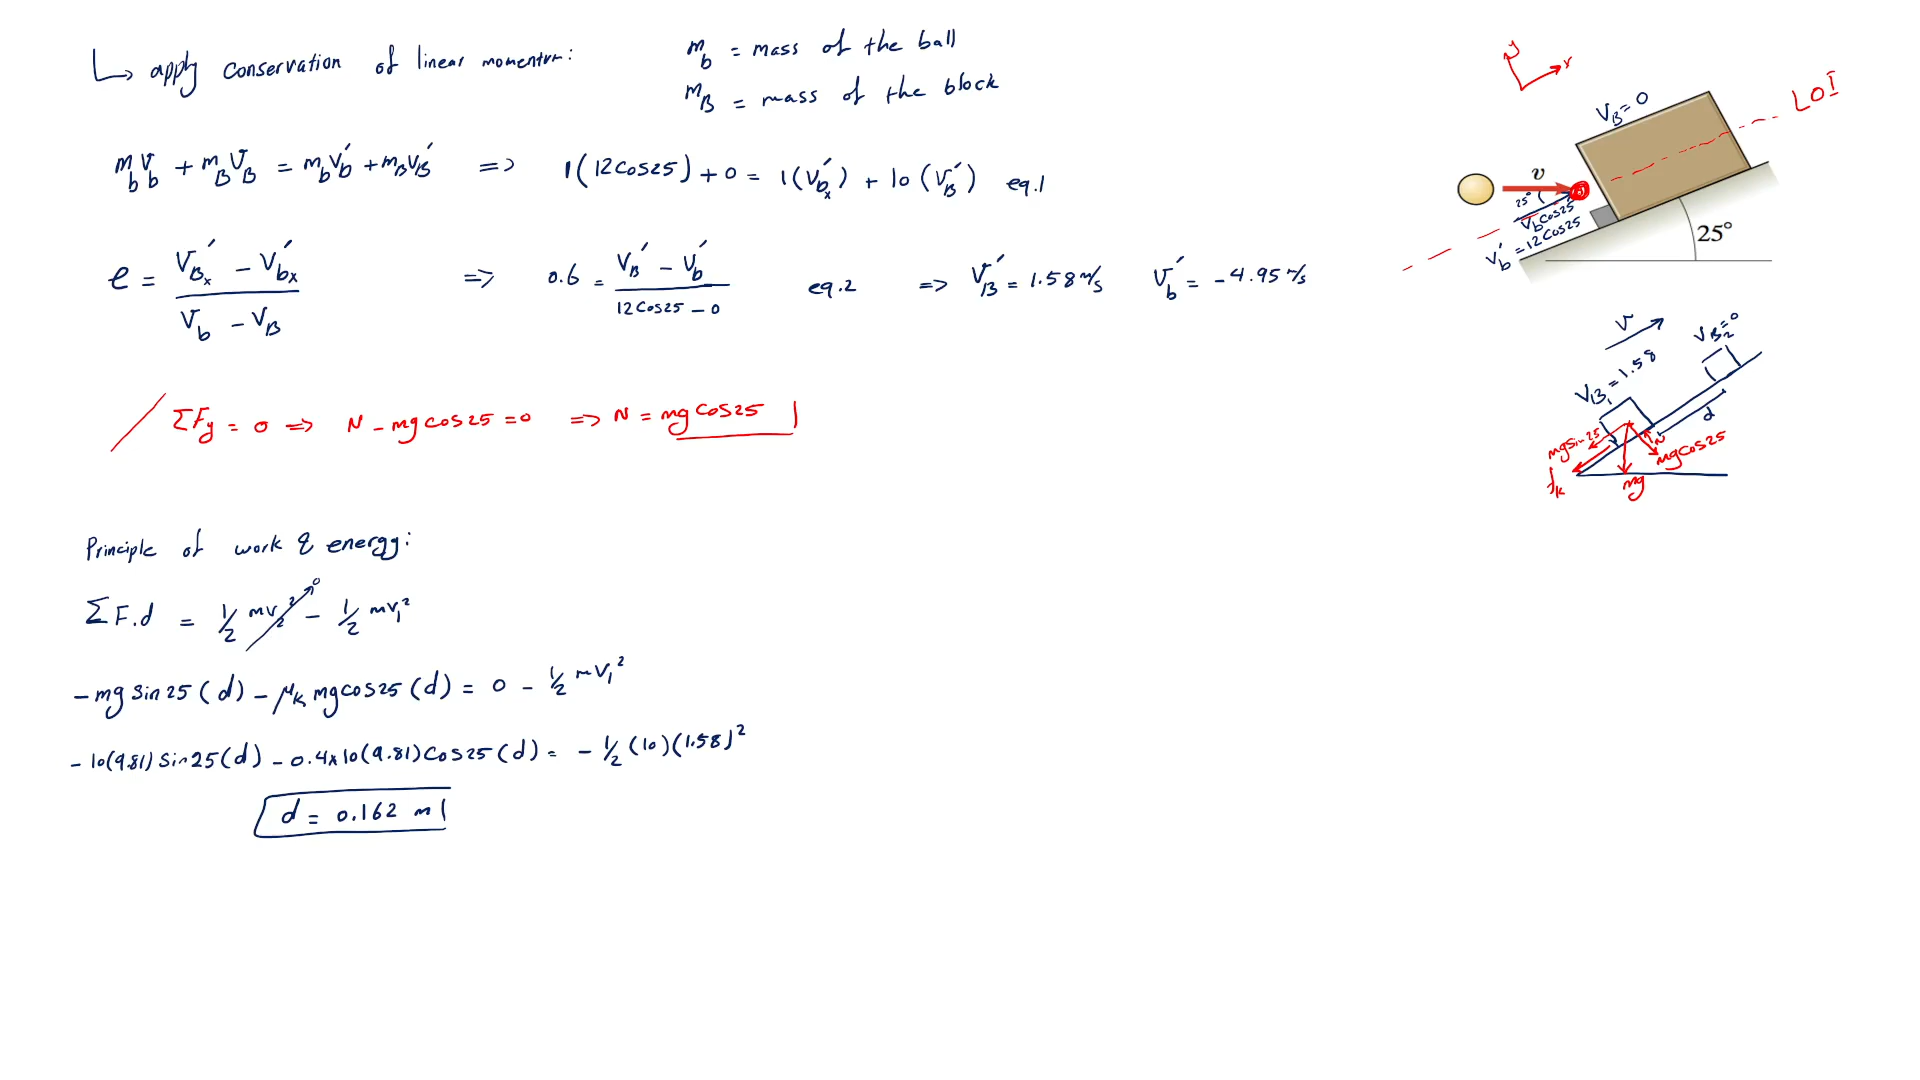 ↳ apply conservation of linear momentum:
m_b = mass of the ball
m_B = mass of the block
m_b v_b + m_B v_B = m_b v_b' + m_B v_B' => 1(12cos25) + 0 = 1(v_bx') + 10(v_B') eq.1
e = (v_Bx' - v_bx') / (v_b - v_B) => 0.6 = (v_B' - v_b') / (12cos25 - 0) eq.2 => v_B' = 1.58 m/s v_b' = -4.95 m/s
ΣFy = 0 => N - mg cos25 = 0 => N = mg cos25
Principle of work & energy:
ΣF.d = 1/2 mv₂² ↗0 - 1/2 mv₁²
-mg sin25(d) - μk mg cos25(d) = 0 - 1/2 mv₁²
-10(9.81) sin25(d) - 0.4x10(9.81) cos25(d) = -1/2 (10)(1.58)²
d = 0.162 m
y
x
LOI
v_B = 0
v
25°
v_b cos25
v_b' = 12cos25
25°
v
v_B2 = 0
v_B1 = 1.58
d
mg sin25
N
mg cos25
fk
mg